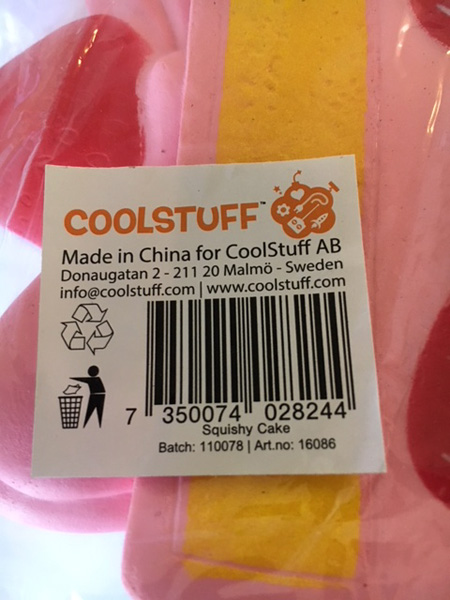 COOLSTUFF™
Made in China for CoolStuff AB
Donaugatan 2 - 211 20 Malmö - Sweden
info@coolstuff.com | www.coolstuff.com
7 350074 028244
Squishy Cake
Batch: 110078 | Art.no: 16086